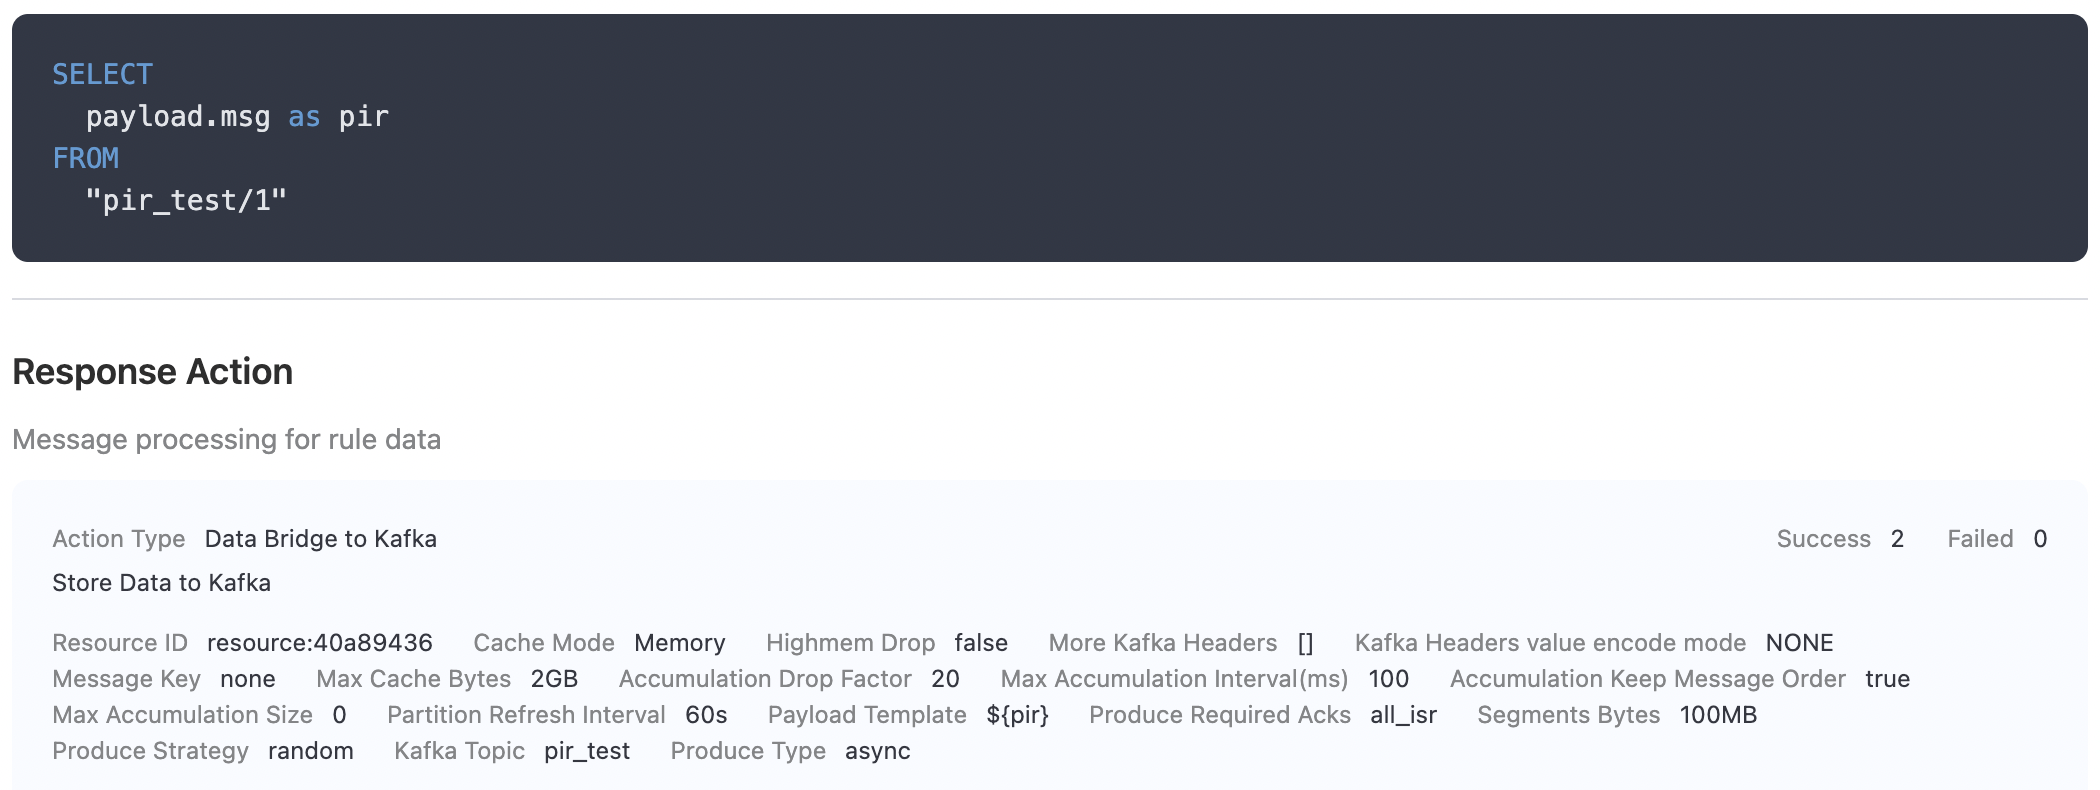 SELECT
payload.msg as pir
FROM
"pir_test/1"
Response Action
Message processing for rule data
Action Type Data Bridge to Kafka Success 2 Failed 0
Store Data to Kafka
Resource ID resource:40a89436 Cache Mode Memory Highmem Drop false More Kafka Headers [] Kafka Headers value encode mode NONE
Message Key none Max Cache Bytes 2GB Accumulation Drop Factor 20 Max Accumulation Interval(ms) 100 Accumulation Keep Message Order true
Max Accumulation Size 0 Partition Refresh Interval 60s Payload Template ${pir} Produce Required Acks all_isr Segments Bytes 100MB
Produce Strategy random Kafka Topic pir_test Produce Type async